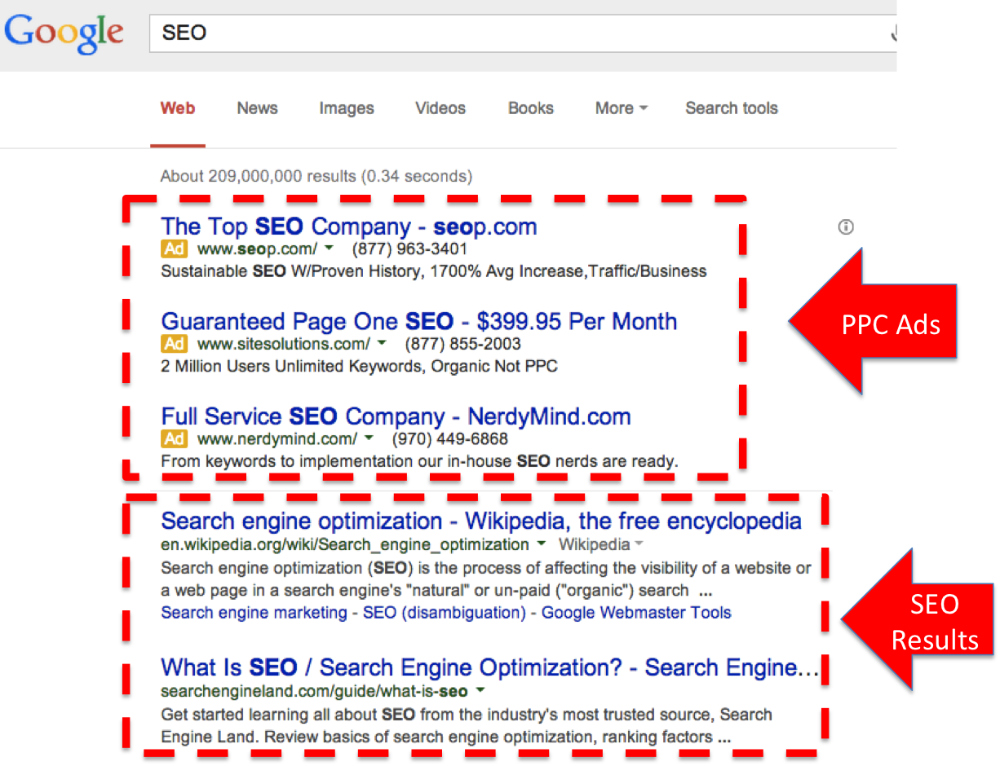 Google
SEO
Web News Images Videos Books More Search tools
About 209,000,000 results (0.34 seconds)
The Top SEO Company - seop.com
Ad www.seop.com/ (877) 963-3401
Sustainable SEO W/Proven History, 1700% Avg Increase,Traffic/Business
Guaranteed Page One SEO - $399.95 Per Month
Ad www.sitesolutions.com/ (877) 855-2003
2 Million Users Unlimited Keywords, Organic Not PPC
Full Service SEO Company - NerdyMind.com
Ad www.nerdymind.com/ (970) 449-6868
From keywords to implementation our in-house SEO nerds are ready.
PPC Ads
Search engine optimization - Wikipedia, the free encyclopedia
en.wikipedia.org/wiki/Search_engine_optimization Wikipedia
Search engine optimization (SEO) is the process of affecting the visibility of a website or
a web page in a search engine's "natural" or un-paid ("organic") search ...
Search engine marketing - SEO (disambiguation) - Google Webmaster Tools
What Is SEO / Search Engine Optimization? - Search Engine...
searchengineland.com/guide/what-is-seo
Get started learning all about SEO from the industry's most trusted source, Search
Engine Land. Review basics of search engine optimization, ranking factors ...
SEO
Results